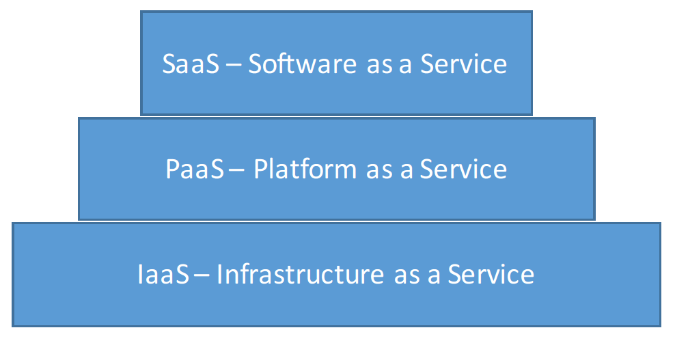 SaaS – Software as a Service
PaaS – Platform as a Service
IaaS – Infrastructure as a Service